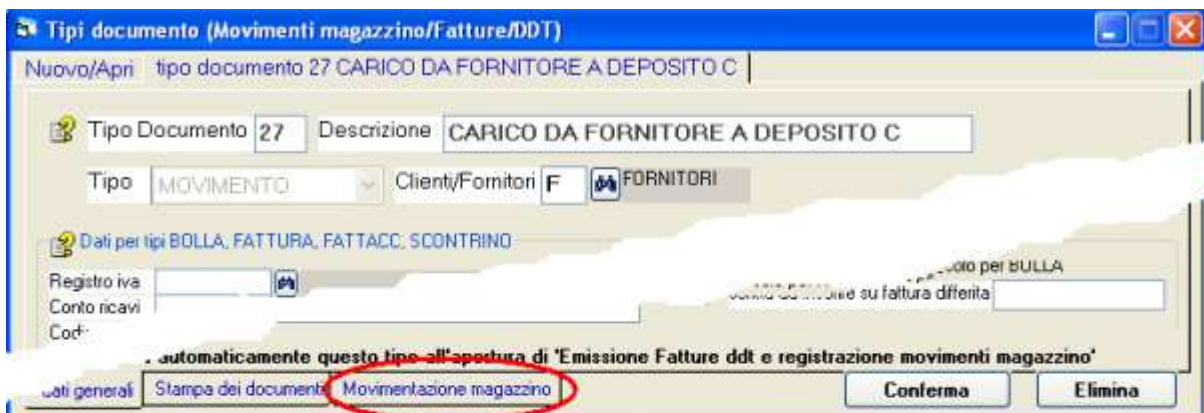 Tipi documento (Movimenti magazzino/Fatture/DDT)
Nuovo/Apri tipo documento 27 CARICO DA FORNITORE A DEPOSITO C
Tipo Documento 27 Descrizione CARICO DA FORNITORE A DEPOSITO C
Tipo MOVIMENTO Clienti/Fornitori F FORNITORI
Dati per tipi BOLLA, FATTURA, FATTACC, SCONTRINO
per BULLA
Registro iva
su fattura differita
Conto ricavi
automaticamente questo tipo all'apertura di 'Emissione Fatture ddt e registrazione movimenti magazzino'
Dati generali Stampa dei documenti Movimentazione magazzino Conferma Elimina